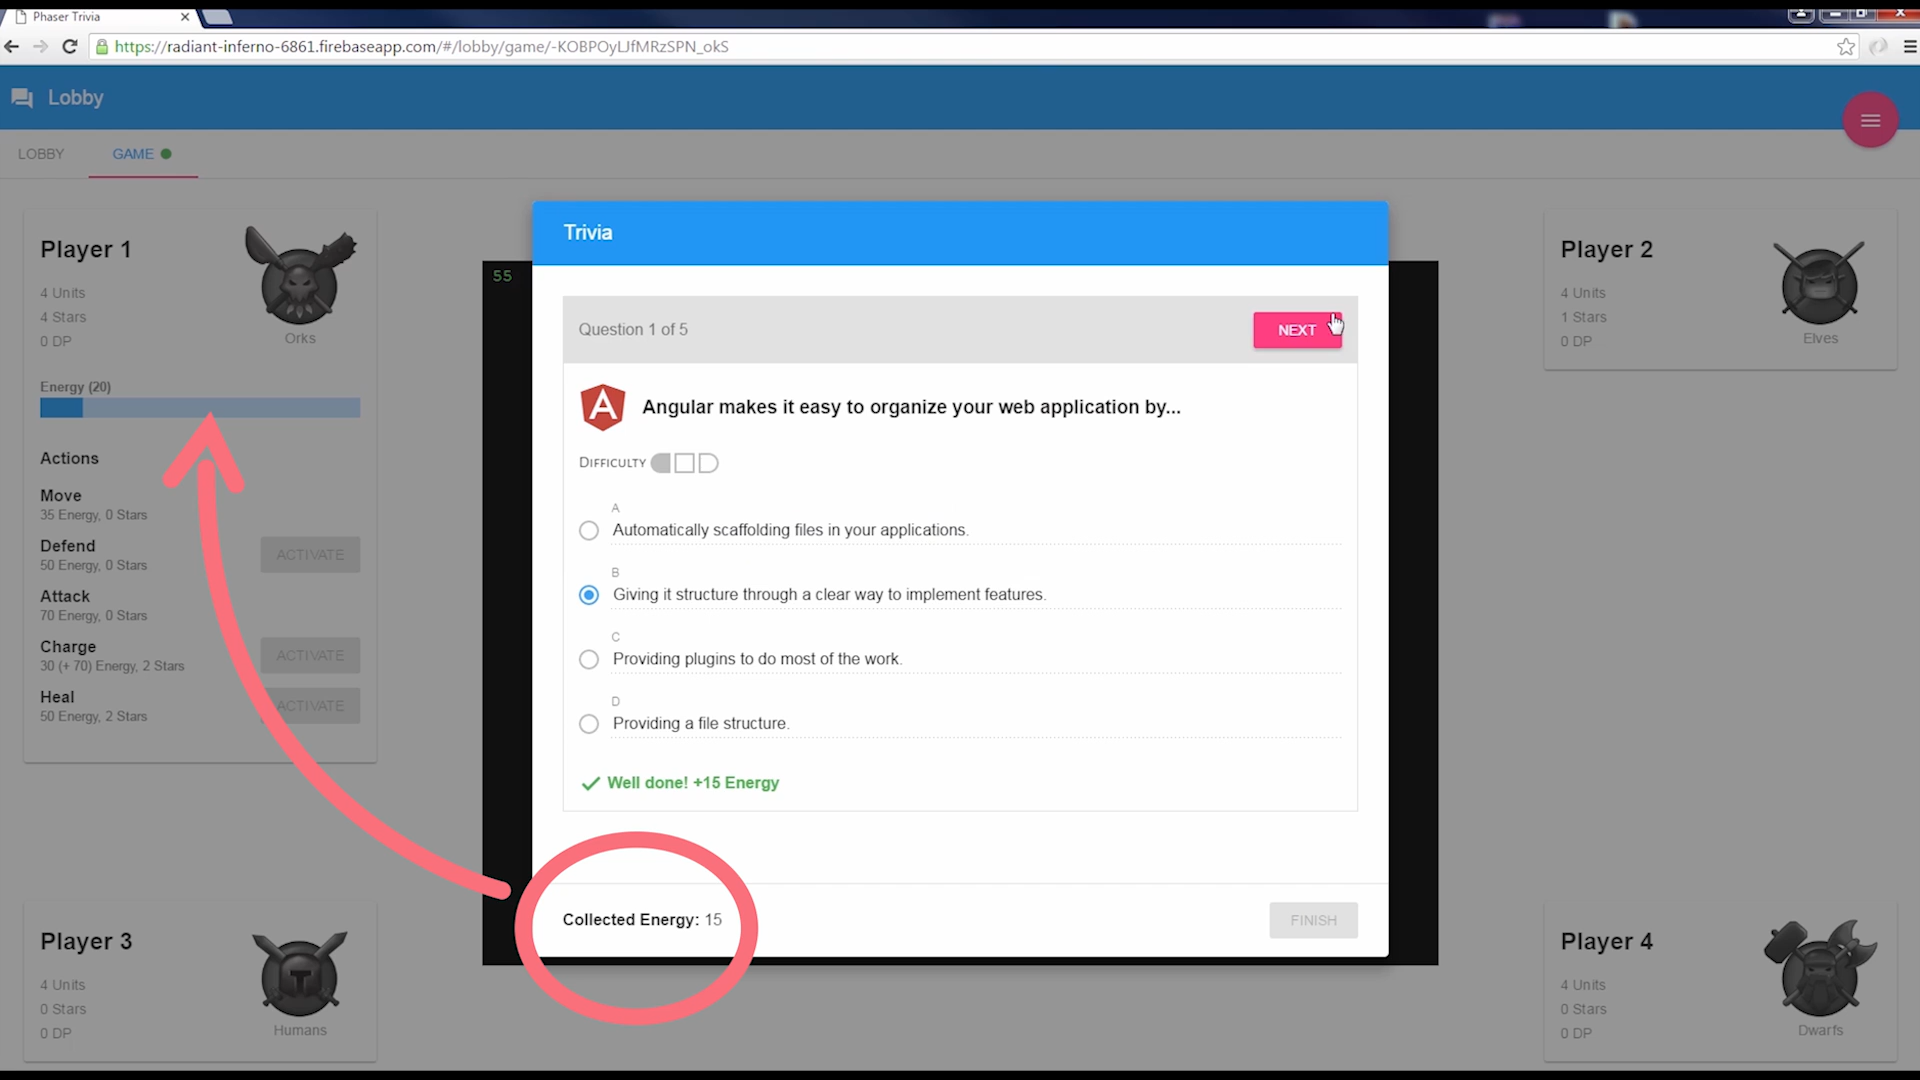 Phaser Trivia
https://radiant-inferno-6861.firebaseapp.com/#/lobby/game/-KOBPOyLJfMRzSPN_okS
Lobby
LOBBY
GAME
Player 1
4 Units
4 Stars
0 DP
Orks
Energy (20)
Actions
Move
35 Energy, 0 Stars
Defend
50 Energy, 0 Stars
ACTIVATE
Attack
70 Energy, 0 Stars
Charge
30 (+ 70) Energy, 2 Stars
ACTIVATE
Heal
50 Energy, 2 Stars
ACTIVATE
55
Trivia
Question 1 of 5
NEXT
Angular makes it easy to organize your web application by...
DIFFICULTY
A
Automatically scaffolding files in your applications.
B
Giving it structure through a clear way to implement features.
C
Providing plugins to do most of the work.
D
Providing a file structure.
Well done! +15 Energy
Collected Energy: 15
FINISH
Player 2
4 Units
1 Stars
0 DP
Elves
Player 3
4 Units
0 Stars
0 DP
Humans
Player 4
4 Units
0 Stars
0 DP
Dwarfs